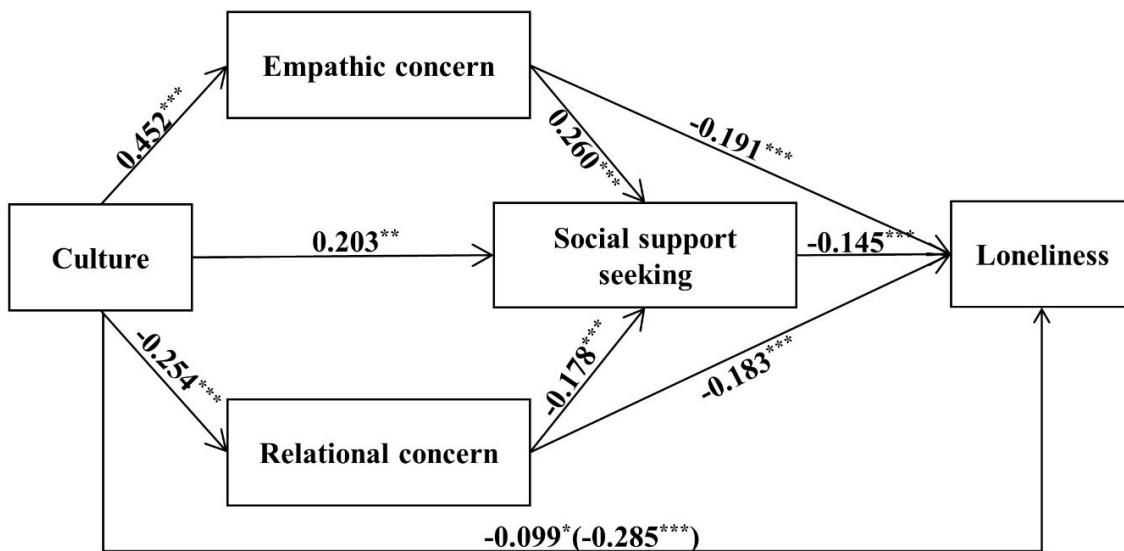 Empathic concern
0.452***
0.260***
-0.191***
Culture
0.203**
Social support
seeking
-0.145***
Loneliness
-0.254***
-0.178***
-0.183***
Relational concern
-0.099*(-0.285***)